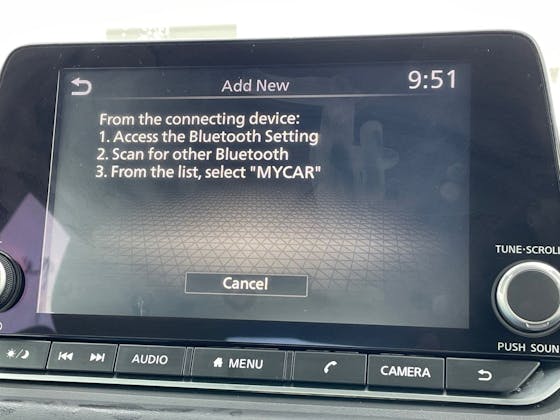 Add New
9:51
From the connecting device:
1. Access the Bluetooth Setting
2. Scan for other Bluetooth
3. From the list, select "MYCAR"
Cancel
TUNE·SCROLL
PUSH SOUN
AUDIO
MENU
CAMERA